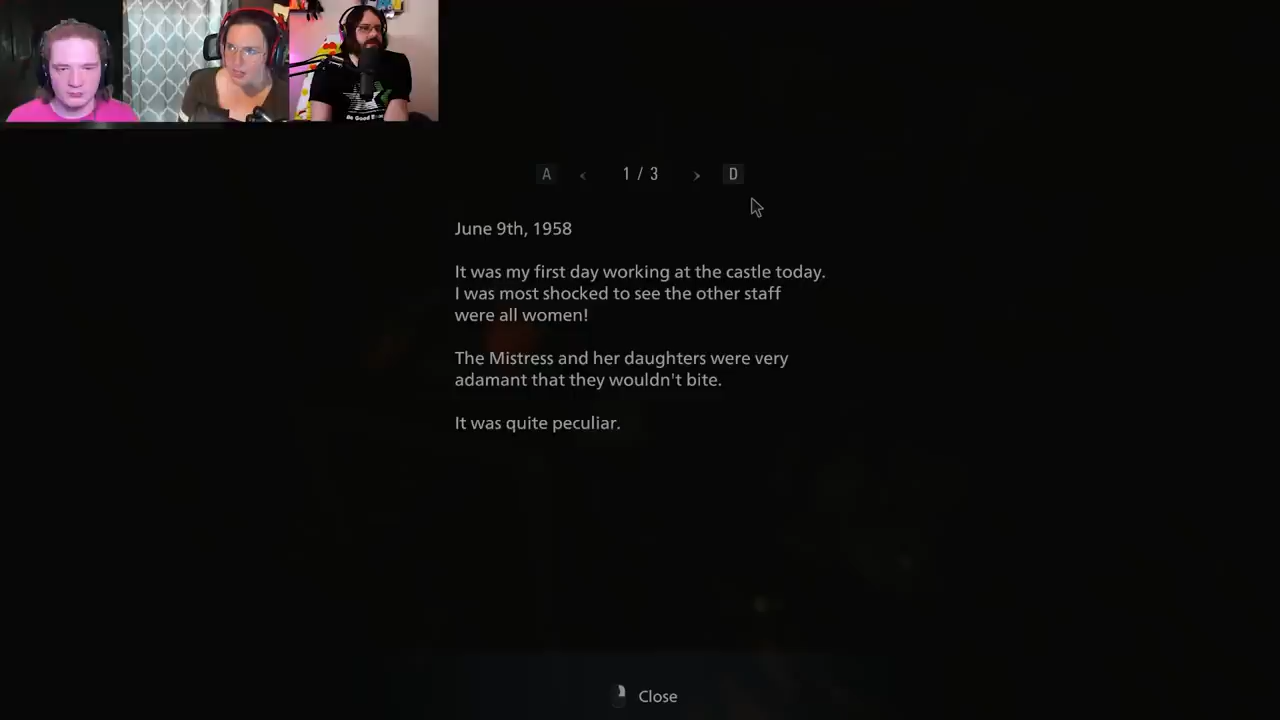 A < 1 / 3 > D
June 9th, 1958
It was my first day working at the castle today.
I was most shocked to see the other staff
were all women!
The Mistress and her daughters were very
adamant that they wouldn't bite.
It was quite peculiar.
Close